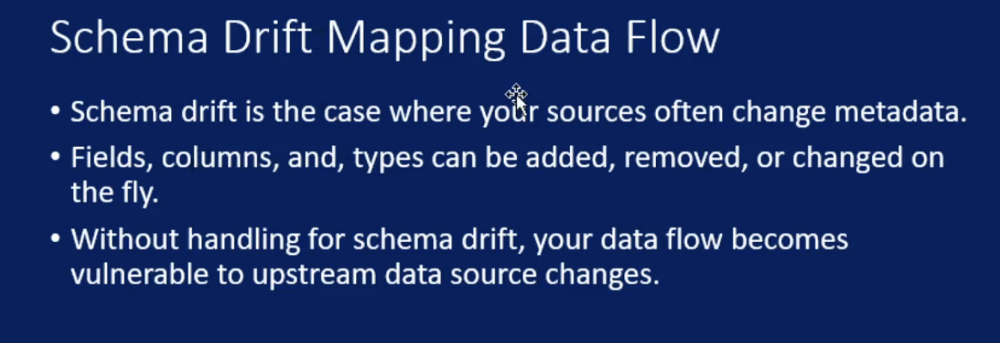 Schema Drift Mapping Data Flow
• Schema drift is the case where your sources often change metadata.
• Fields, columns, and, types can be added, removed, or changed on
the fly.
• Without handling for schema drift, your data flow becomes
vulnerable to upstream data source changes.